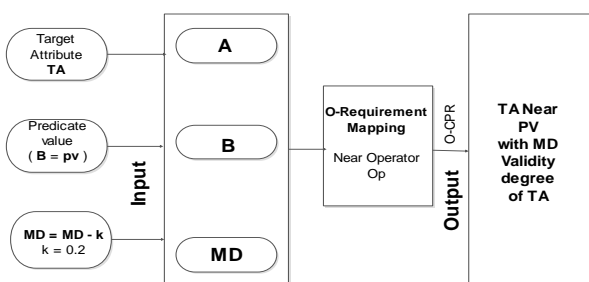 Target
Attribute
TA
Predicate
value
( B = pv )
MD = MD - k
k = 0.2
Input
A
B
MD
O-Requirement
Mapping
Near Operator
Op
O-CPR
Output
TA Near
PV
with MD
Validity
degree
of TA